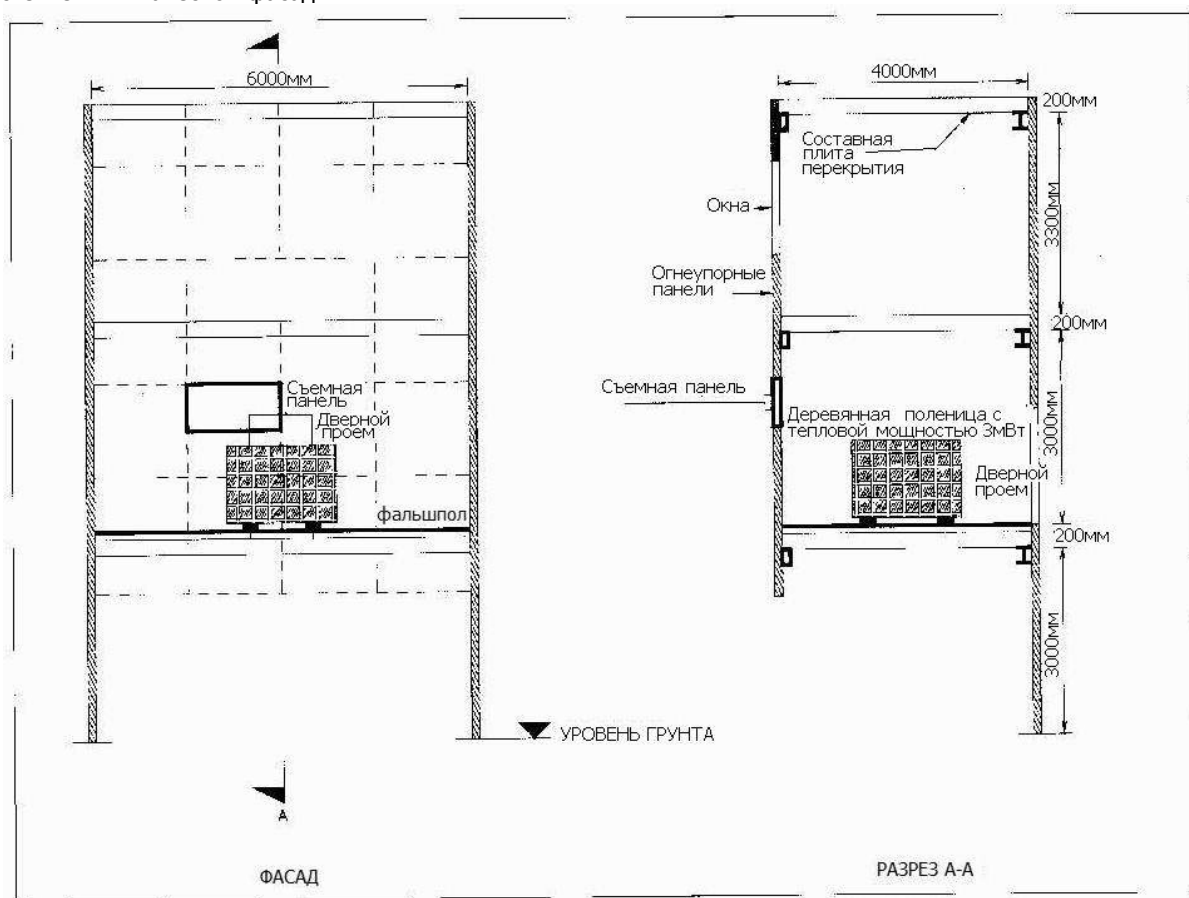 6000мм
Съемная
панель
Дверной
проем
фальшпол
УРОВЕНЬ ГРУНТА
А
ФАСАД
4000мм
200мм
Составная
плита
перекрытия
Окна
3300мм
Огнеупорные
панели
200мм
Съемная панель
Деревянная поленица с
тепловой мощностью 3мВт
3000мм
Дверной
проем
200мм
3000мм
РАЗРЕЗ А-А